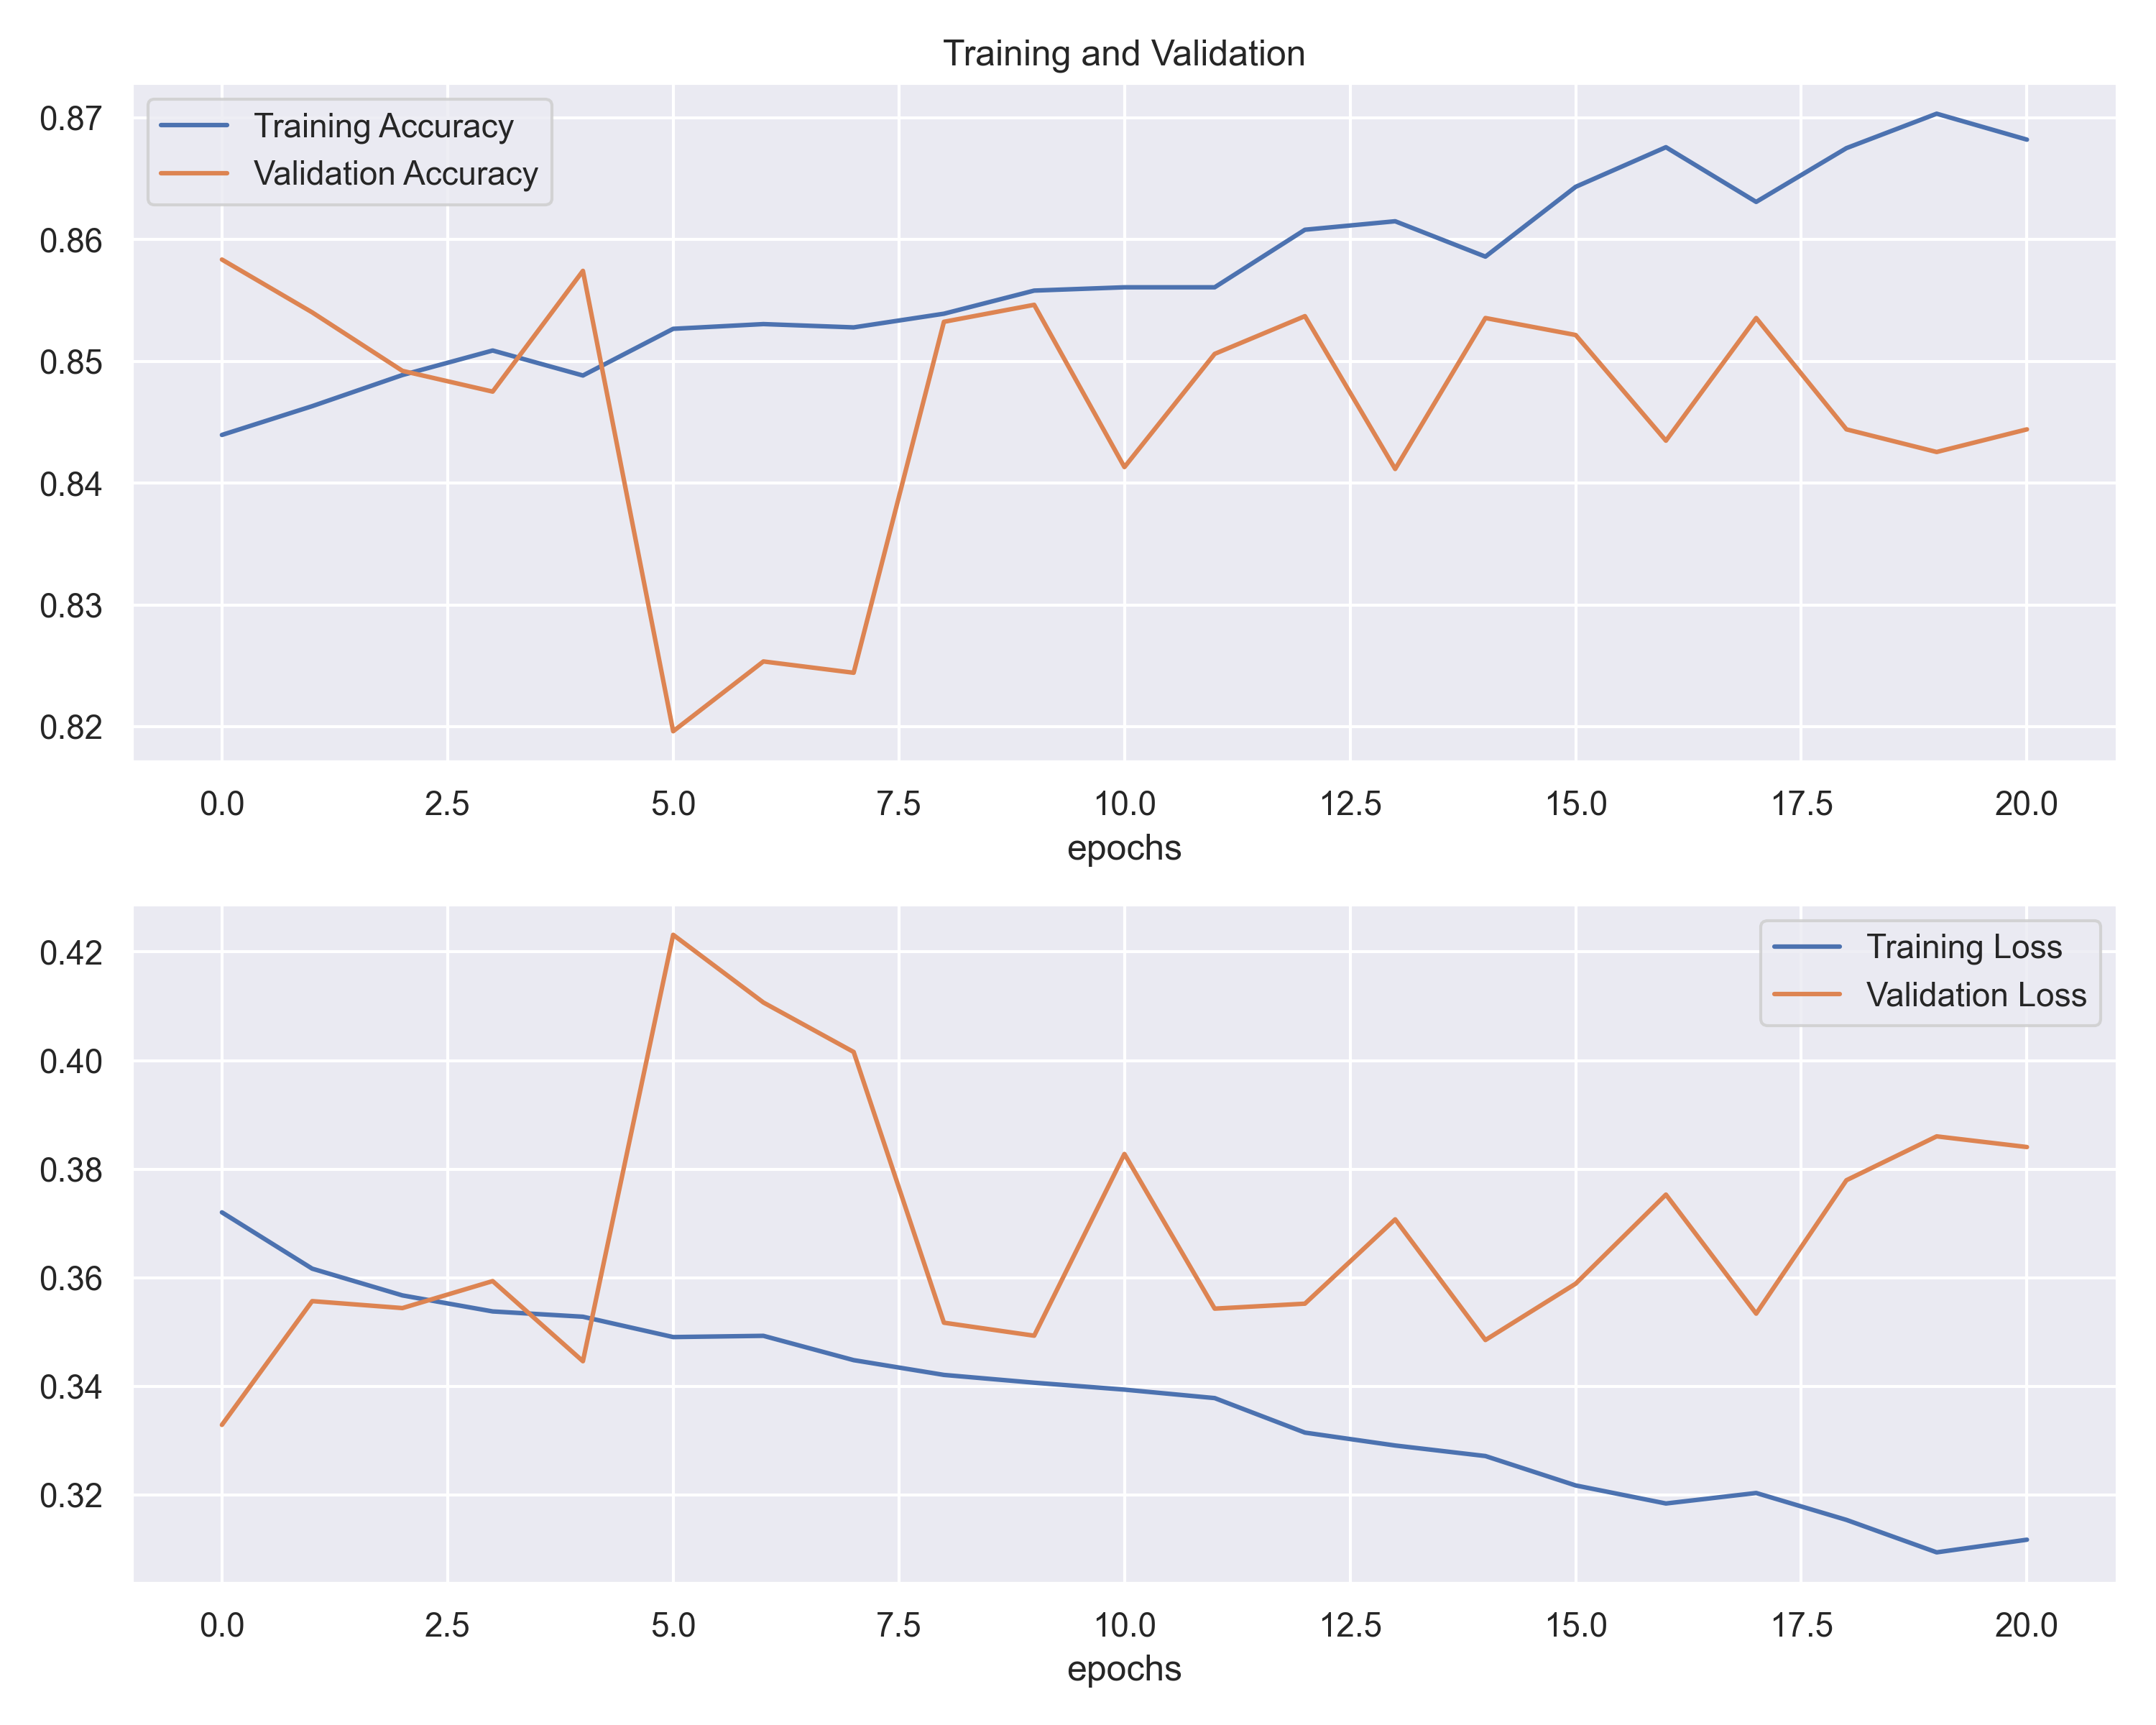 Training and Validation
0.87
0.86
0.85
0.84
0.83
0.82
Training Accuracy
Validation Accuracy
0.0 2.5 5.0 7.5 10.0 12.5 15.0 17.5 20.0
epochs
0.42
0.40
0.38
0.36
0.34
0.32
Training Loss
Validation Loss
0.0 2.5 5.0 7.5 10.0 12.5 15.0 17.5 20.0
epochs